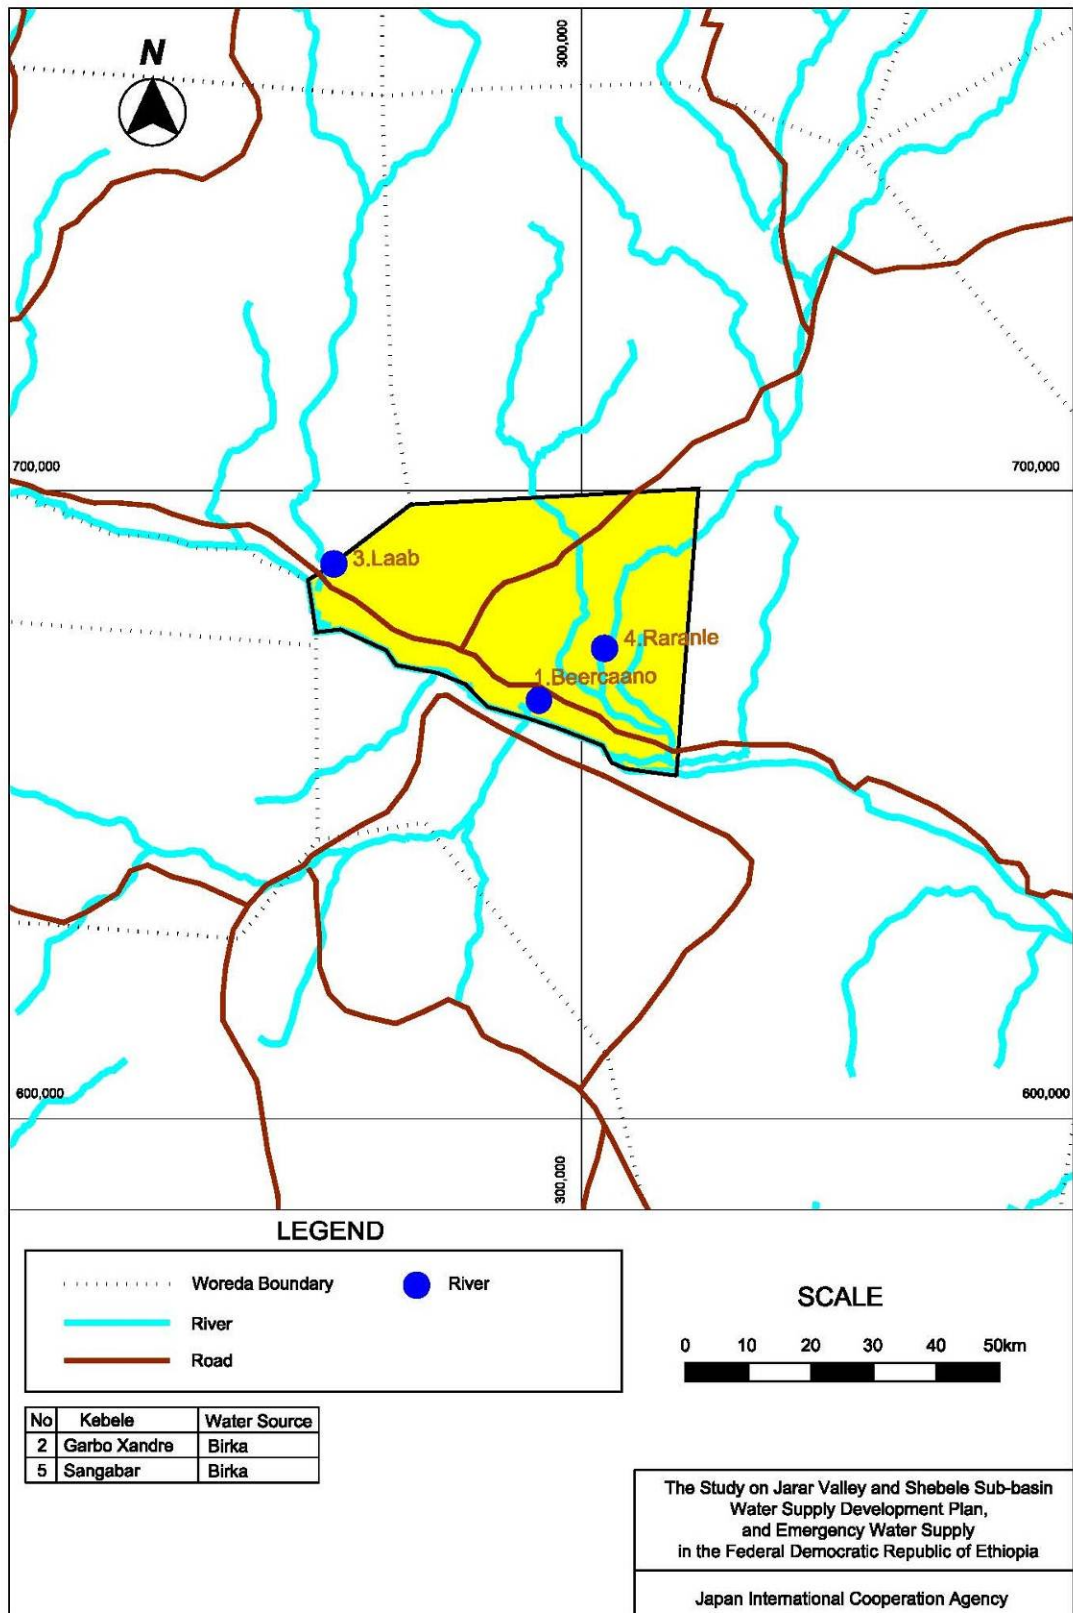 N
300,000
700,000
700,000
3.Laab
4.Raranle
1.Beercaano
600,000
600,000
300,000
LEGEND
Woreda Boundary
River
River
Road
SCALE
0 10 20 30 40 50km
No Kebele Water Source
2 Garbo Xandre Birka
5 Sangabar Birka
The Study on Jarar Valley and Shebele Sub-basin
Water Supply Development Plan,
and Emergency Water Supply
in the Federal Democratic Republic of Ethiopia
Japan International Cooperation Agency